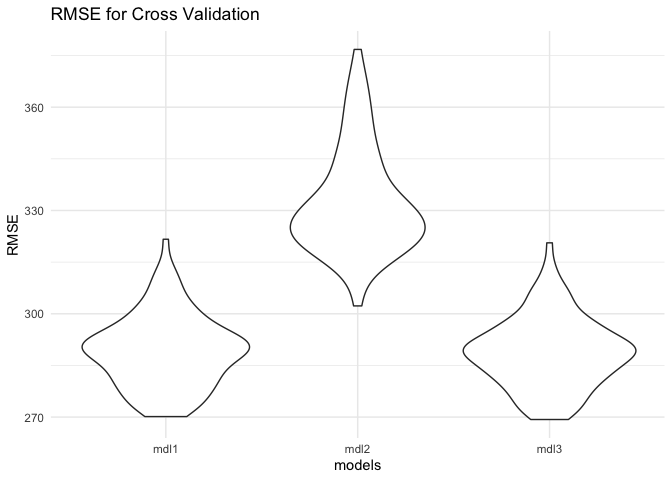 RMSE for Cross Validation
RMSE
360
330
300
270
mdl1 mdl2 mdl3
models